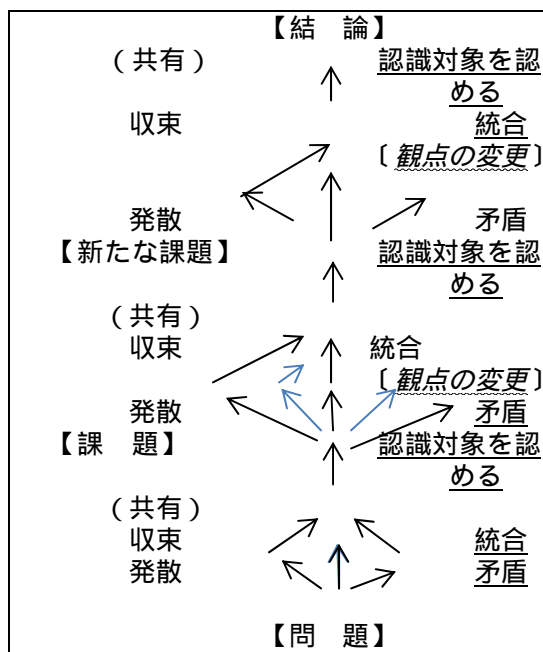 【結　論】
（共有） 認識対象を認
める
収束 統合
〔観点の変更〕
発散 矛盾
【新たな課題】 認識対象を認
める
（共有）
収束 統合
〔観点の変更〕
発散 矛盾
【課　題】 認識対象を認
める
（共有）
収束 統合
発散 矛盾
【問　題】